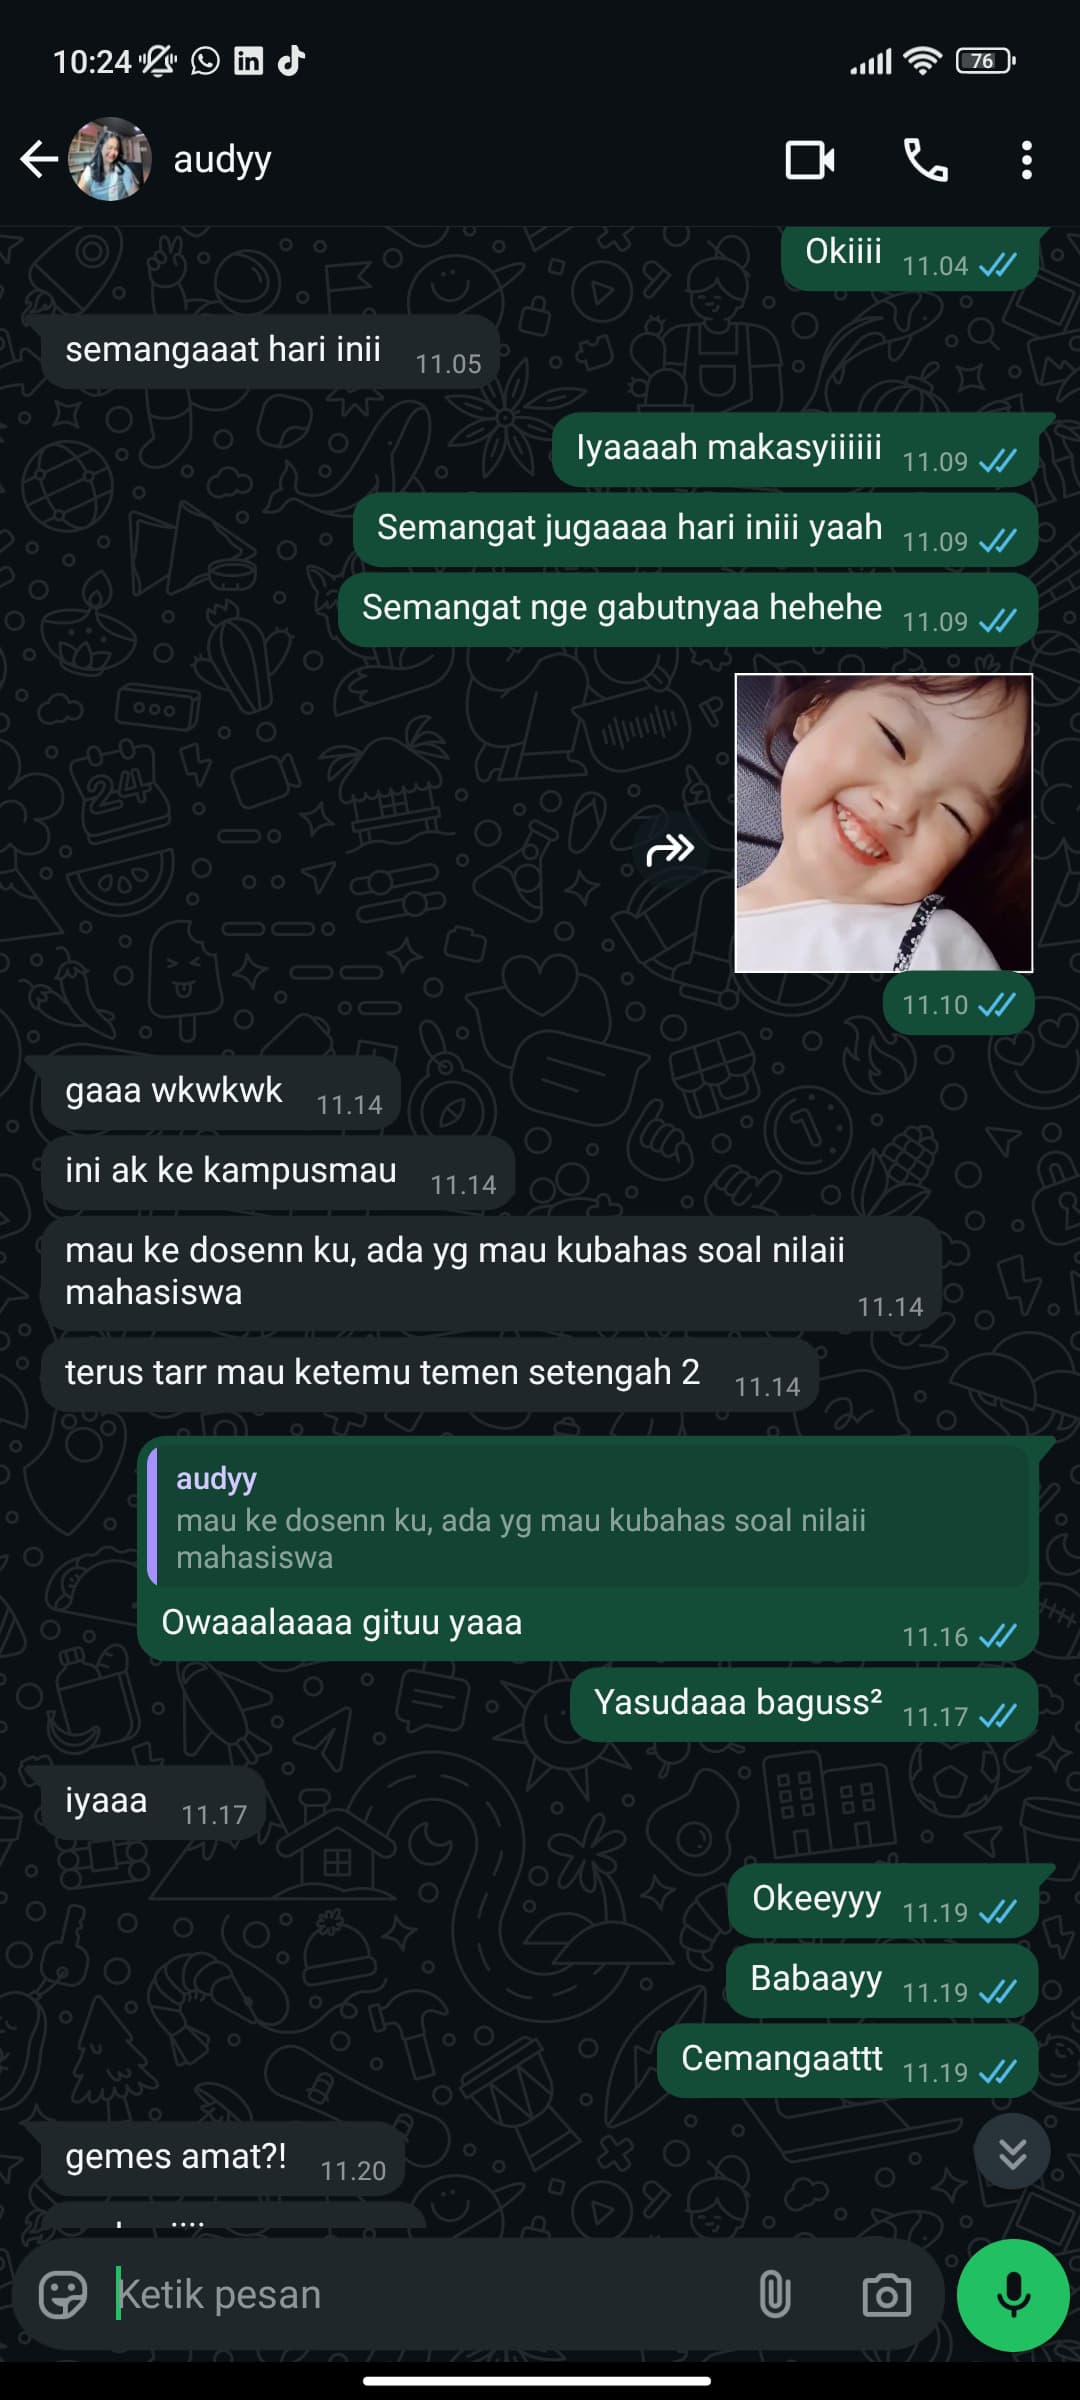 10:24
76
audyy
Okiiii 11.04
semangaaat hari inii 11.05
Iyaaaah makasyiiiiii 11.09
Semangat jugaaaa hari iniii yaah 11.09
Semangat nge gabutnyaa hehehe 11.09
11.10
gaaa wkwkwk 11.14
ini ak ke kampusmau 11.14
mau ke dosenn ku, ada yg mau kubahas soal nilaii
mahasiswa 11.14
terus tarr mau ketemu temen setengah 2 11.14
audyy
mau ke dosenn ku, ada yg mau kubahas soal nilaii
mahasiswa
Owaaalaaaa gituu yaaa 11.16
Yasudaaa baguss² 11.17
iyaaa 11.17
Okeeyyy 11.19
Babaayy 11.19
Cemangaattt 11.19
gemes amat?! 11.20
Ketik pesan